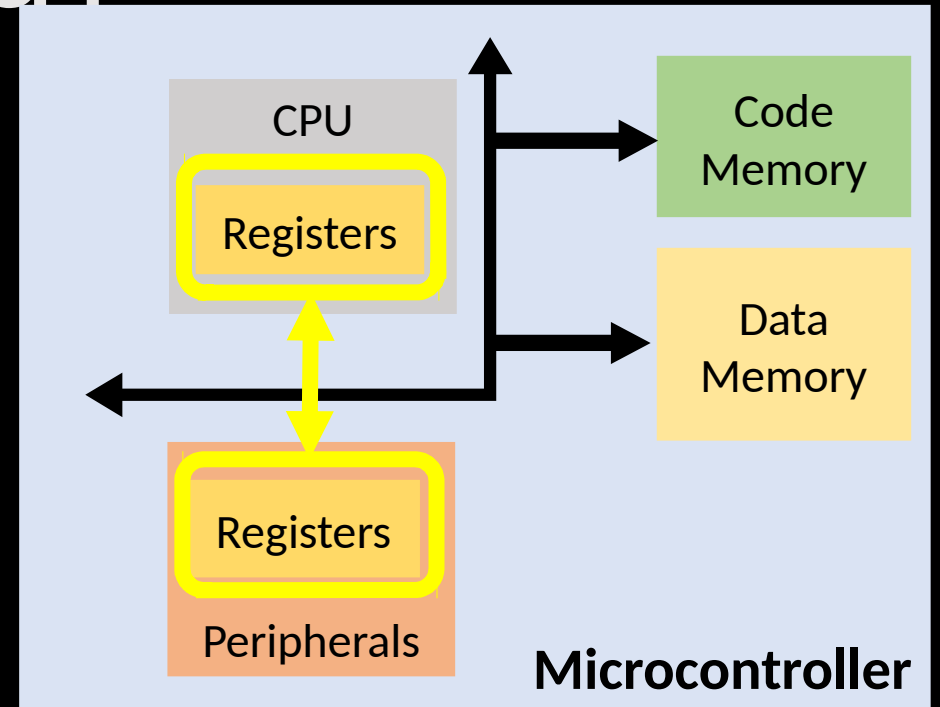 CPU
Registers
Code
Memory
Data
Memory
Registers
Peripherals
Microcontroller